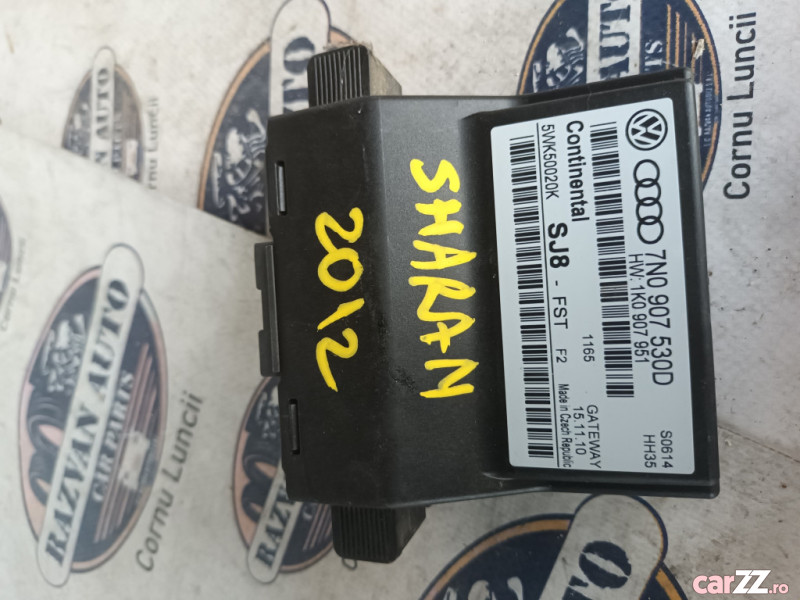 SHARAN
2012
7N0 907 530D
HW: 1K0 907 951
S0614
HH35
Continental
5WK50020K
SJ8 - FST F2
1165
GATEWAY
15.11.10
Made in Czech Republic
RAZVAN AUTO
CAR PARTS
Cornu Luncii
Cornu Luncii
Cornu Luncii
AUTO
carzz.ro